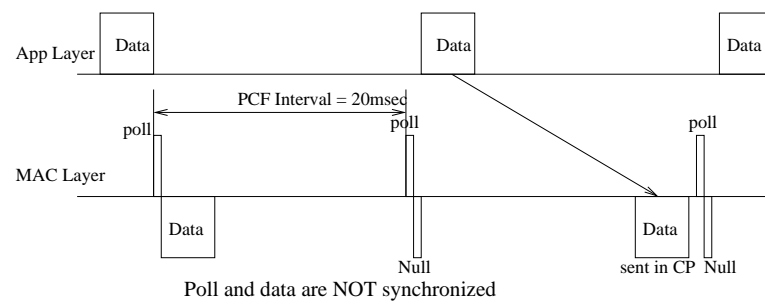 Data
Data
Data
App Layer
PCF Interval = 20msec
poll
poll
poll
MAC Layer
Data
Data
Null
sent in CP
Null
Poll and data are NOT synchronized